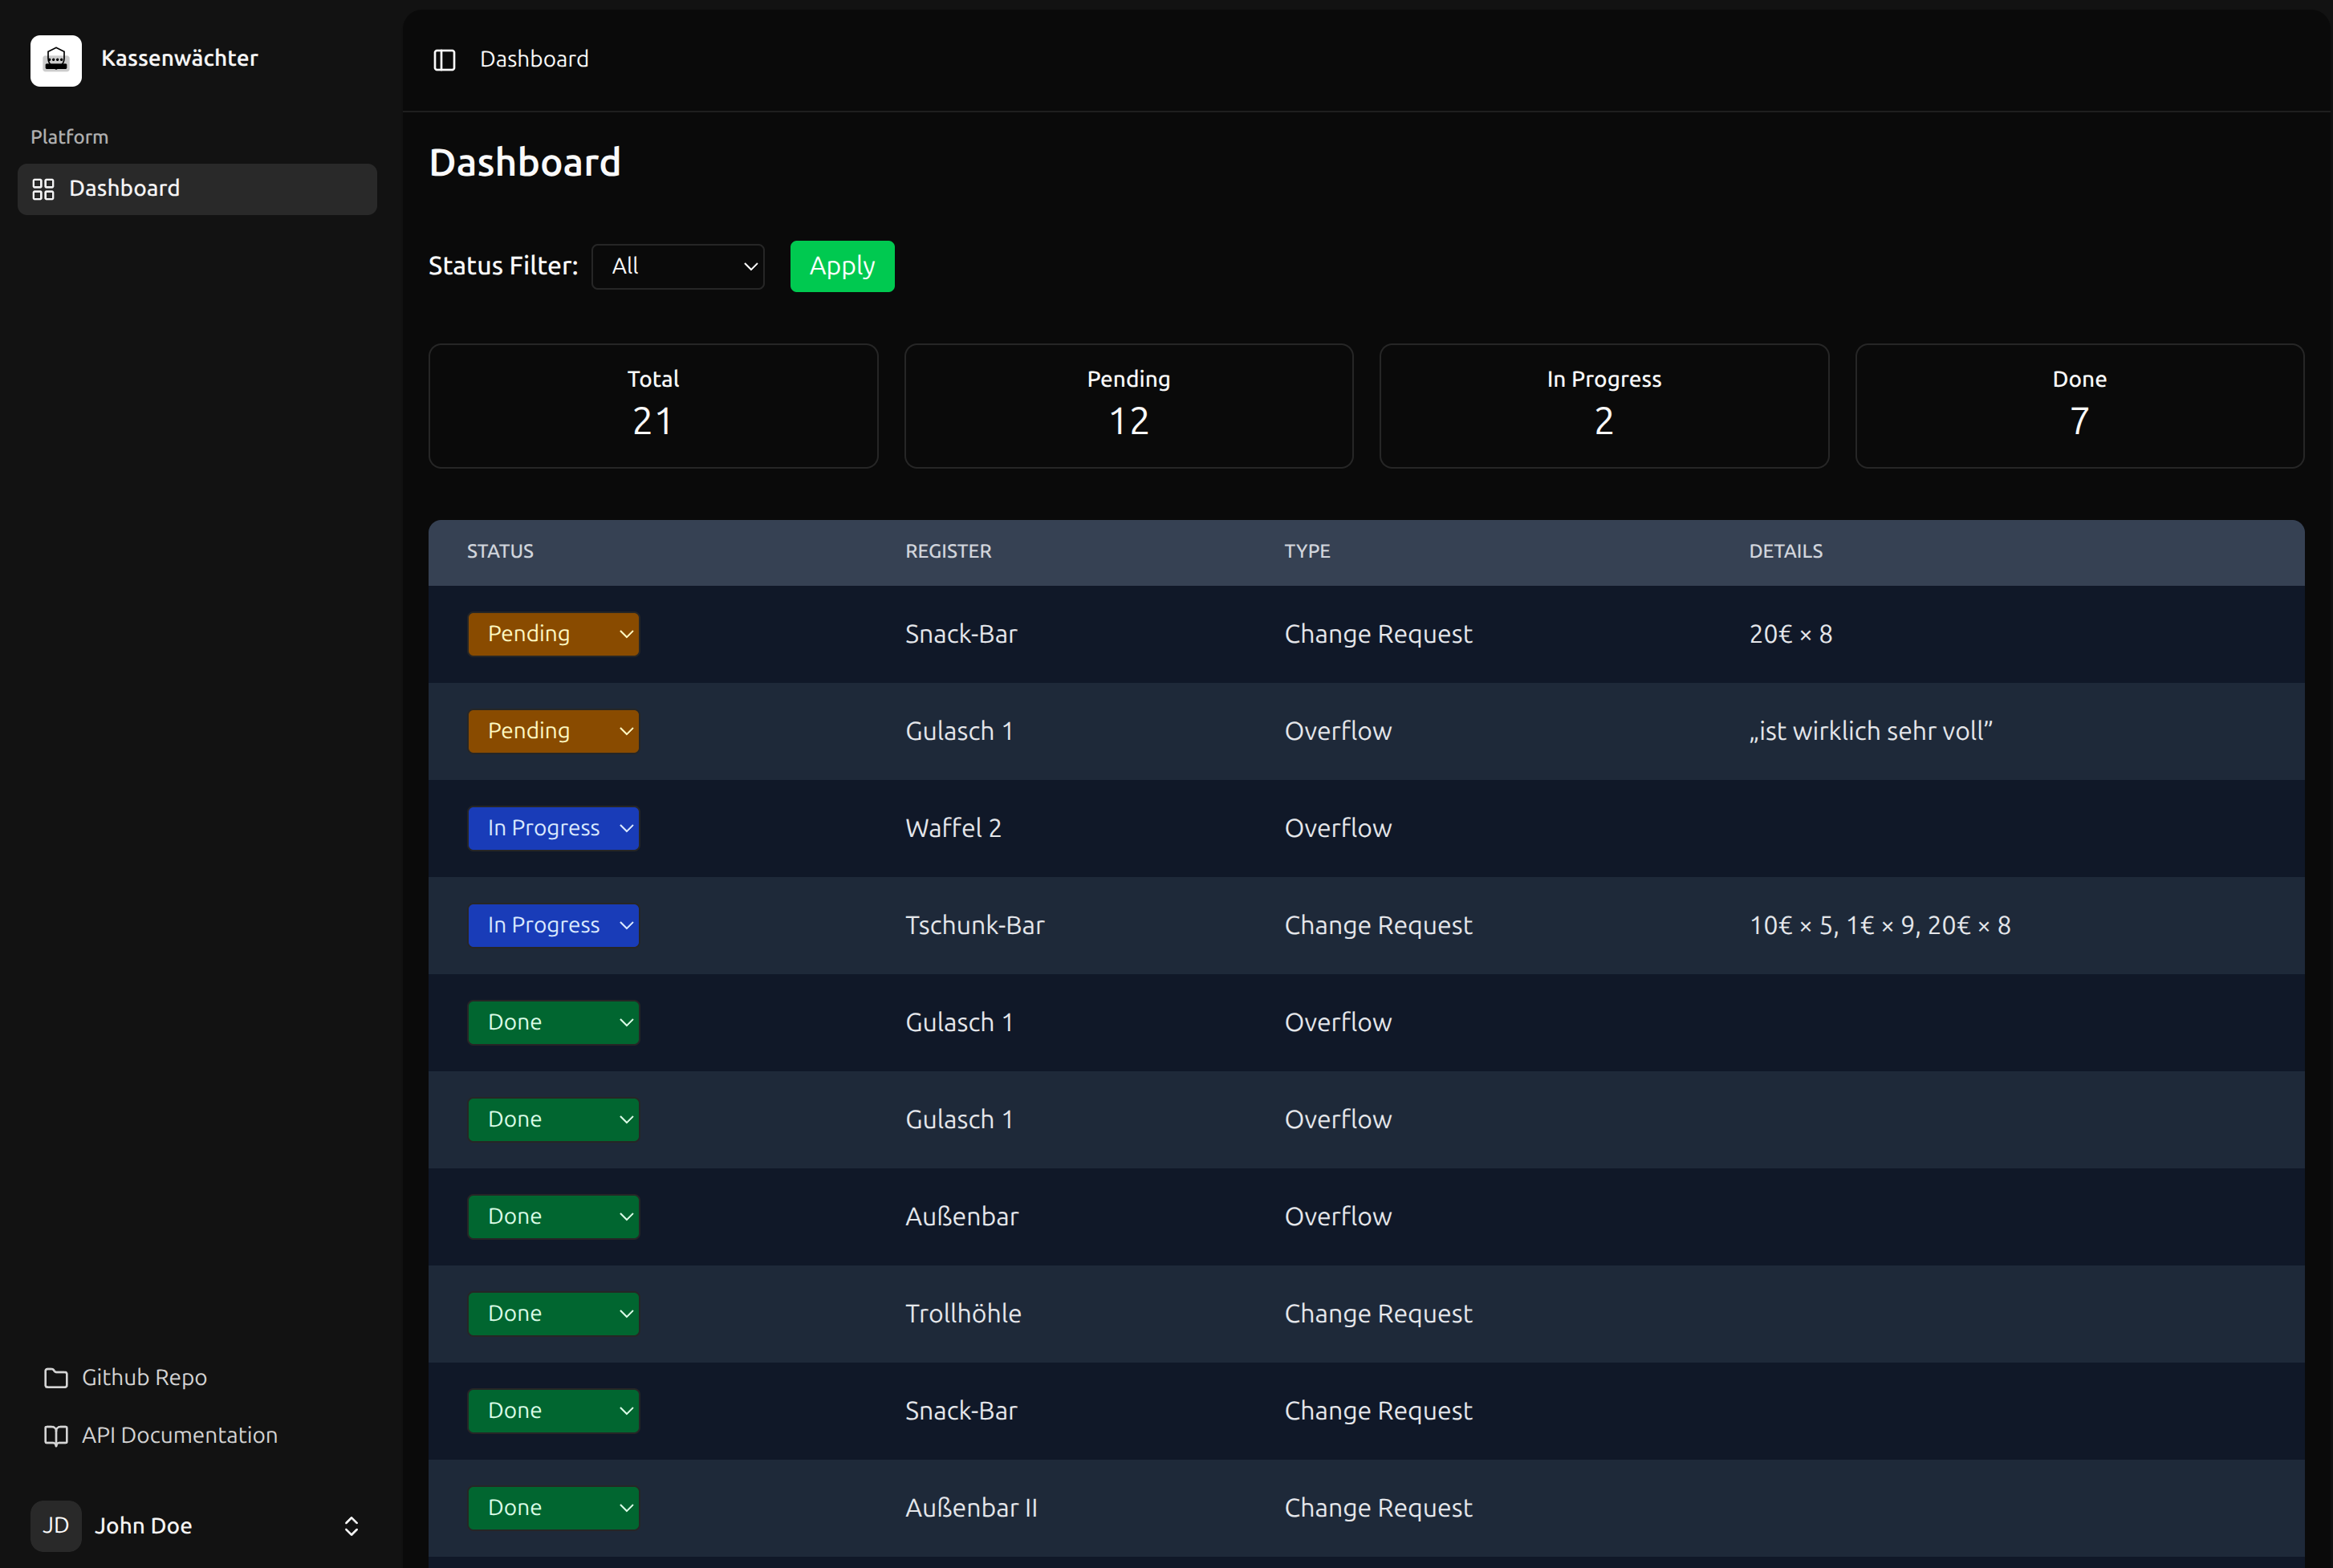 Kassenwächter
Platform
Dashboard
Github Repo
API Documentation
JD John Doe
Dashboard
Dashboard
Status Filter: All Apply
Total Pending In Progress Done
21 12 2 7
STATUS REGISTER TYPE DETAILS
Pending Snack-Bar Change Request 20€ × 8
Pending Gulasch 1 Overflow „ist wirklich sehr voll”
In Progress Waffel 2 Overflow
In Progress Tschunk-Bar Change Request 10€ × 5, 1€ × 9, 20€ × 8
Done Gulasch 1 Overflow
Done Gulasch 1 Overflow
Done Außenbar Overflow
Done Trollhöhle Change Request
Done Snack-Bar Change Request
Done Außenbar II Change Request